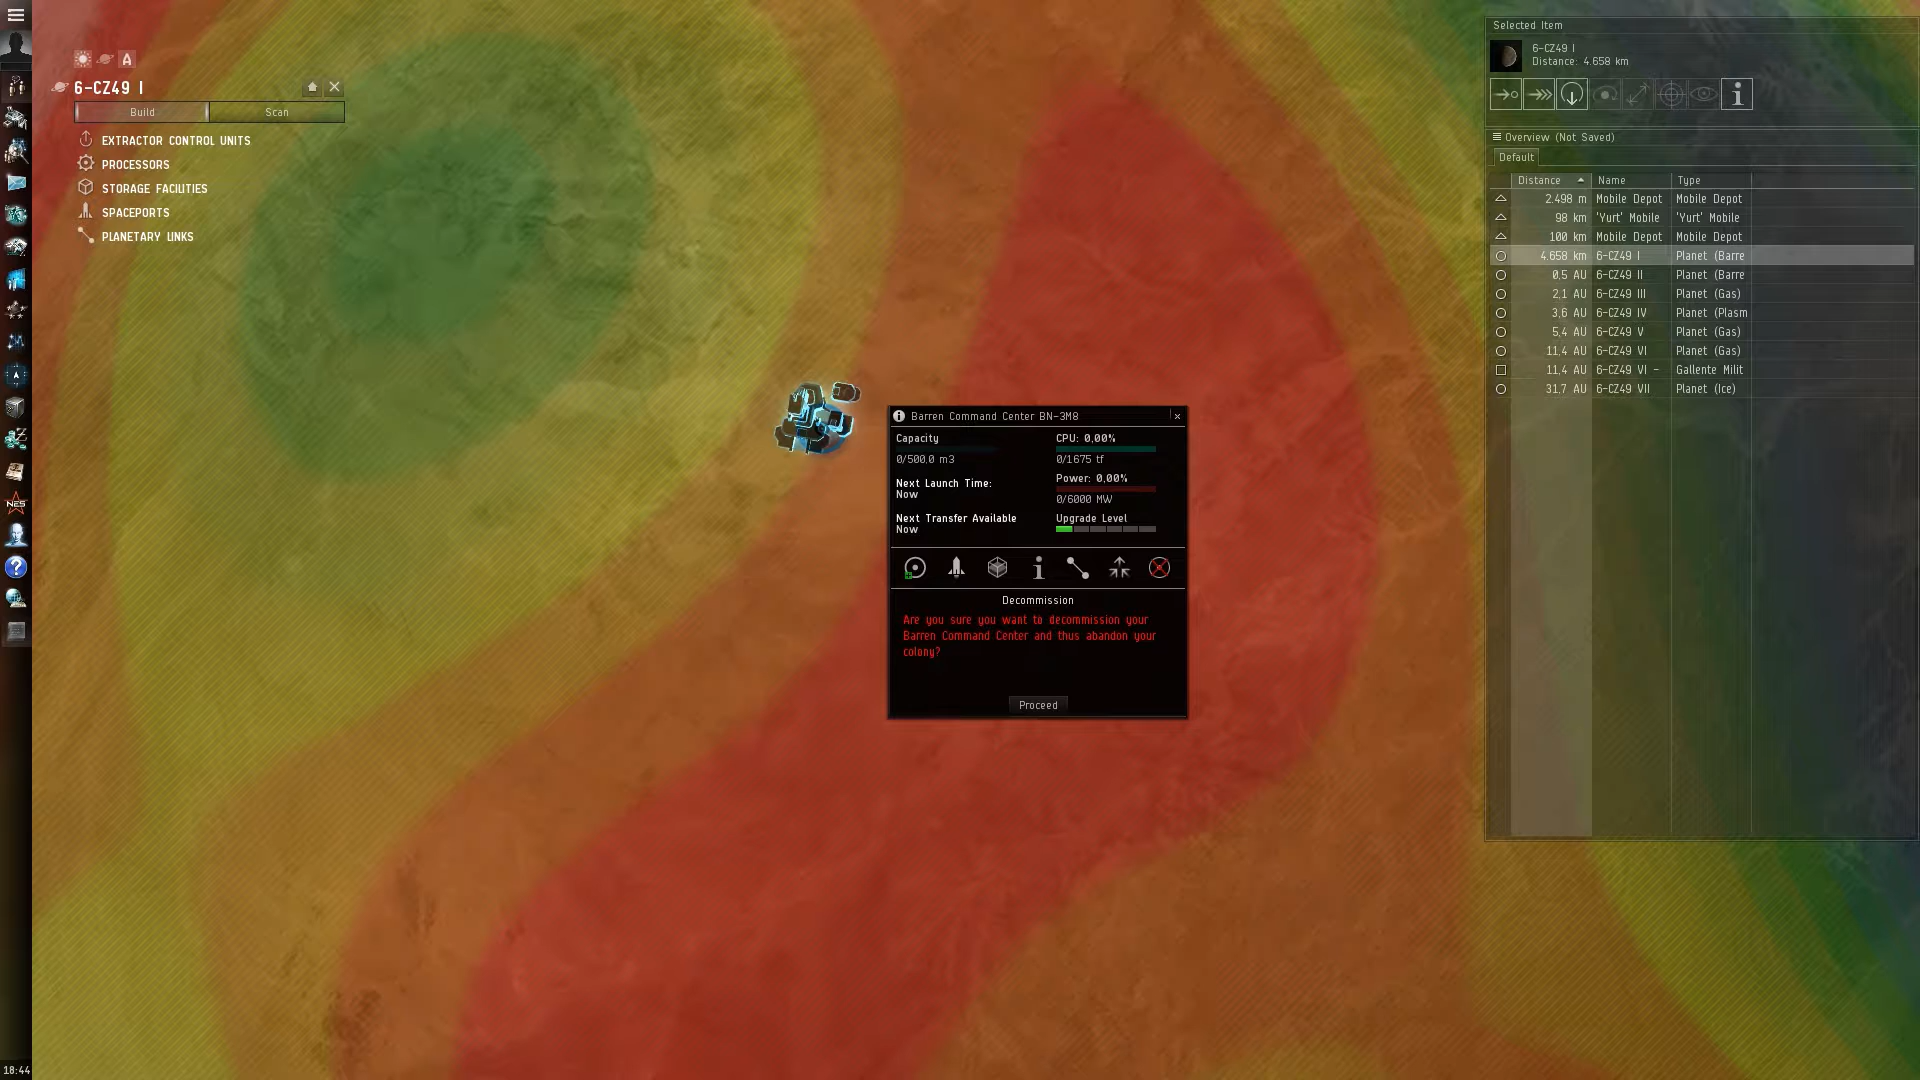 A
6-CZ49 I
Build
Scan
EXTRACTOR CONTROL UNITS
PROCESSORS
STORAGE FACILITIES
SPACEPORTS
PLANETARY LINKS
NES
?
18:44
Barren Command Center BN-3M8
Capacity
0/500,0 m3
Next Launch Time:
Now
Next Transfer Available
Now
CPU: 0,00%
0/1675 tf
Power: 0,00%
0/6000 MW
Upgrade Level
Decommission
Are you sure you want to decommission your
Barren Command Center and thus abandon your
colony?
Proceed
Selected Item
6-CZ49 I
Distance: 4.658 km
Overview (Not Saved)
Default
Distance Name Type
2.498 m Mobile Depot Mobile Depot
98 km 'Yurt' Mobile 'Yurt' Mobile
100 km Mobile Depot Mobile Depot
4.658 km 6-CZ49 I Planet (Barre
0,5 AU 6-CZ49 II Planet (Barre
2,1 AU 6-CZ49 III Planet (Gas)
3,6 AU 6-CZ49 IV Planet (Plasm
5,4 AU 6-CZ49 V Planet (Gas)
11,4 AU 6-CZ49 VI Planet (Gas)
11,4 AU 6-CZ49 VI - Gallente Milit
31,7 AU 6-CZ49 VII Planet (Ice)